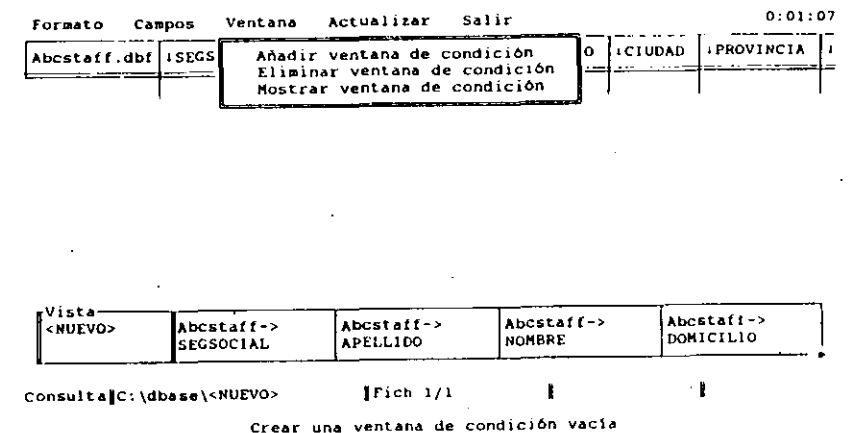 Formato Campos Ventana Actualizar Salir 0:01:07
Abcstaff.dbf ↓SEGS O ↓CIUDAD ↓PROVINCIA ↓
Añadir ventana de condición
Eliminar ventana de condición
Mostrar ventana de condición
Vista
<NUEVO> Abcstaff-> Abcstaff-> Abcstaff-> Abcstaff->
SEGSOCIAL APELLIDO NOMBRE DOMICILIO
Consulta C:\dbase\<NUEVO> Fich 1/1
Crear una ventana de condición vacía